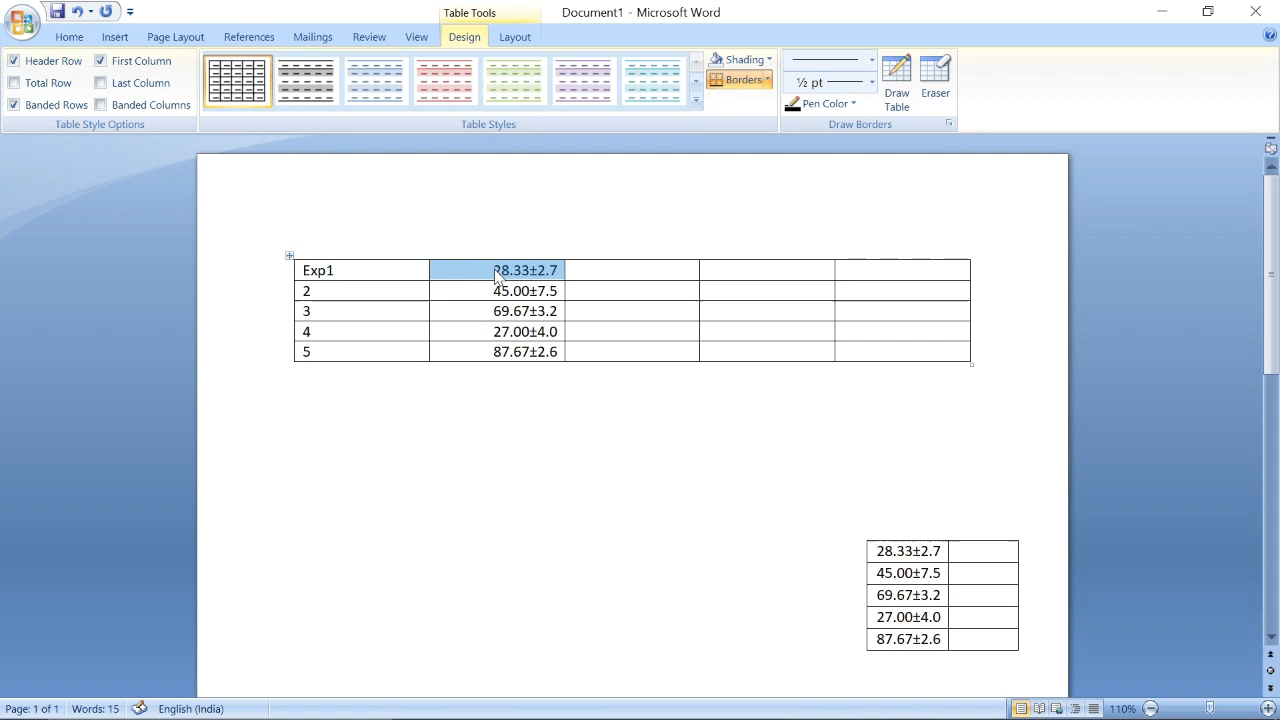 Table Tools
Document1 - Microsoft Word
Home Insert Page Layout References Mailings Review View Design Layout
Header Row First Column
Total Row Last Column
Banded Rows Banded Columns
Table Style Options
Table Styles
Shading
Borders
½ pt
Pen Color
Draw Table
Eraser
Draw Borders
Exp1 28.33±2.7
2 45.00±7.5
3 69.67±3.2
4 27.00±4.0
5 87.67±2.6
28.33±2.7
45.00±7.5
69.67±3.2
27.00±4.0
87.67±2.6
Page: 1 of 1 Words: 15 English (India) 110%